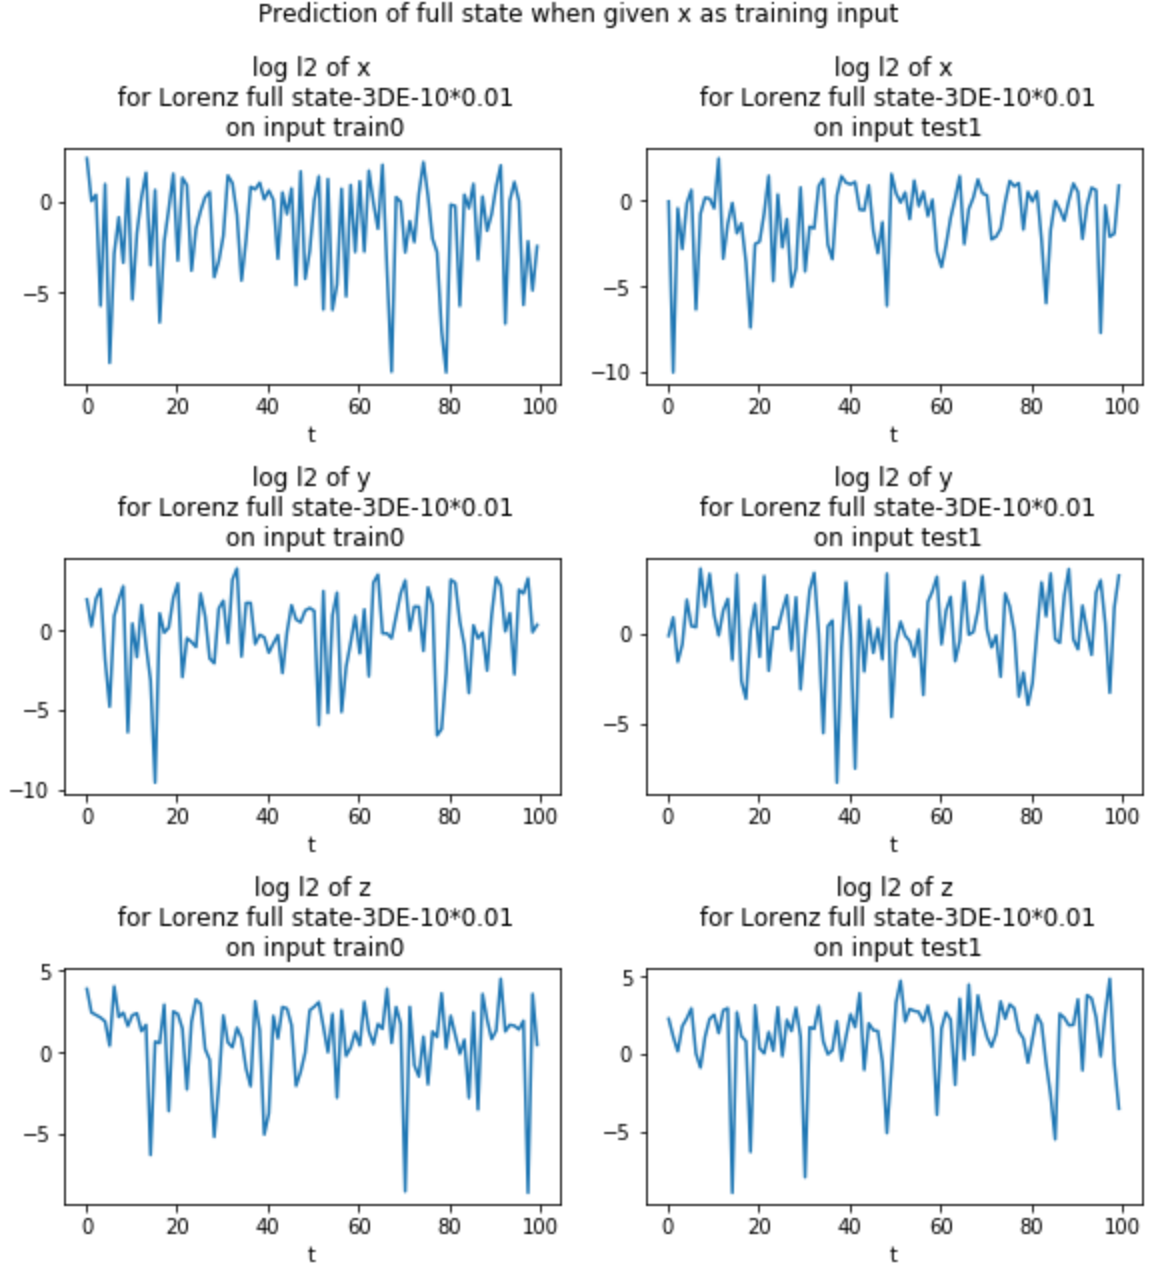 Prediction of full state when given x as training input
log l2 of x
for Lorenz full state-3DE-10*0.01
on input train0
0
−5
0 20 40 60 80 100
t
log l2 of x
for Lorenz full state-3DE-10*0.01
on input test1
0
−5
−10
0 20 40 60 80 100
t
log l2 of y
for Lorenz full state-3DE-10*0.01
on input train0
0
−5
−10
0 20 40 60 80 100
t
log l2 of y
for Lorenz full state-3DE-10*0.01
on input test1
0
−5
0 20 40 60 80 100
t
log l2 of z
for Lorenz full state-3DE-10*0.01
on input train0
5
0
−5
0 20 40 60 80 100
t
log l2 of z
for Lorenz full state-3DE-10*0.01
on input test1
5
0
−5
0 20 40 60 80 100
t